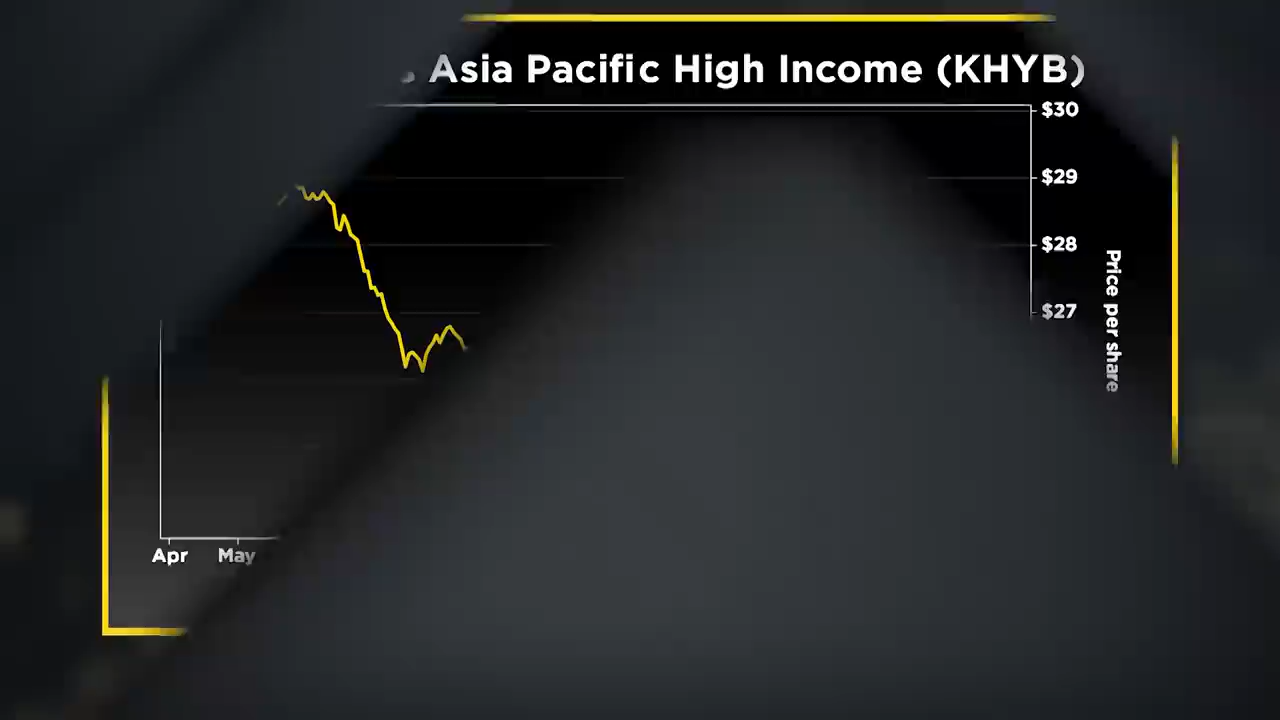 Asia Pacific High Income (KHYB)
$30
$29
$28
$27
Price per share
Apr
May